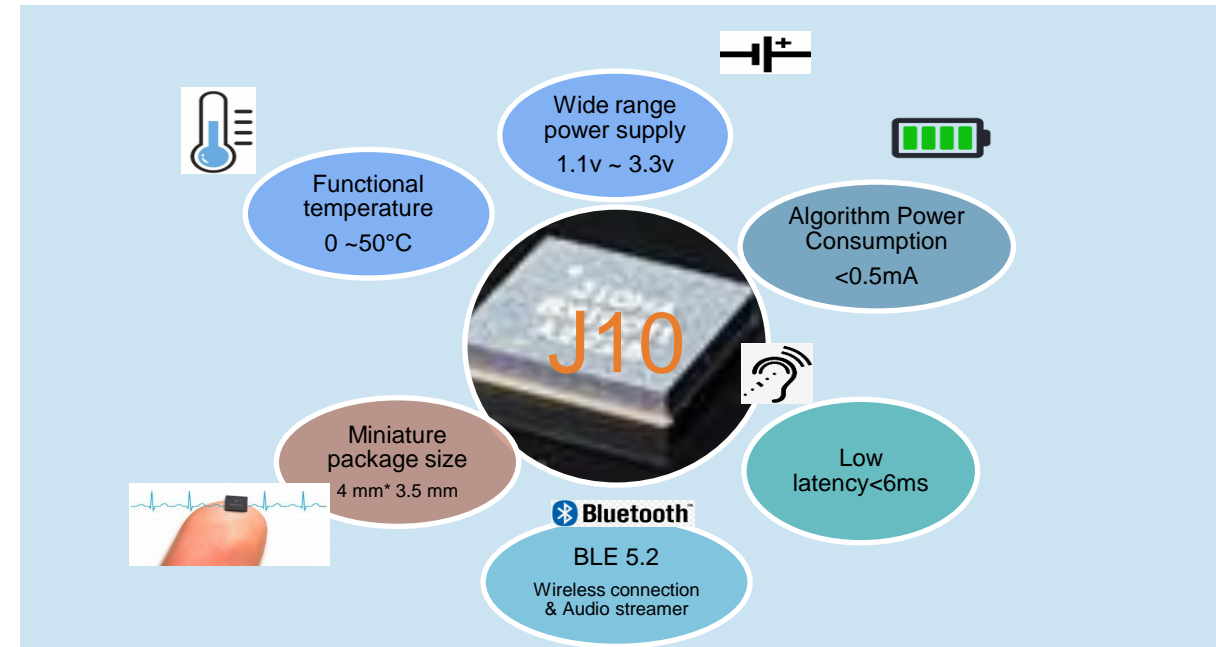 Wide range
power supply
1.1v ~ 3.3v
Functional
temperature
0 ~50°C
Algorithm Power
Consumption
<0.5mA
J10
Miniature
package size
4 mm* 3.5 mm
Low
latency<6ms
Bluetooth™
BLE 5.2
Wireless connection
& Audio streamer